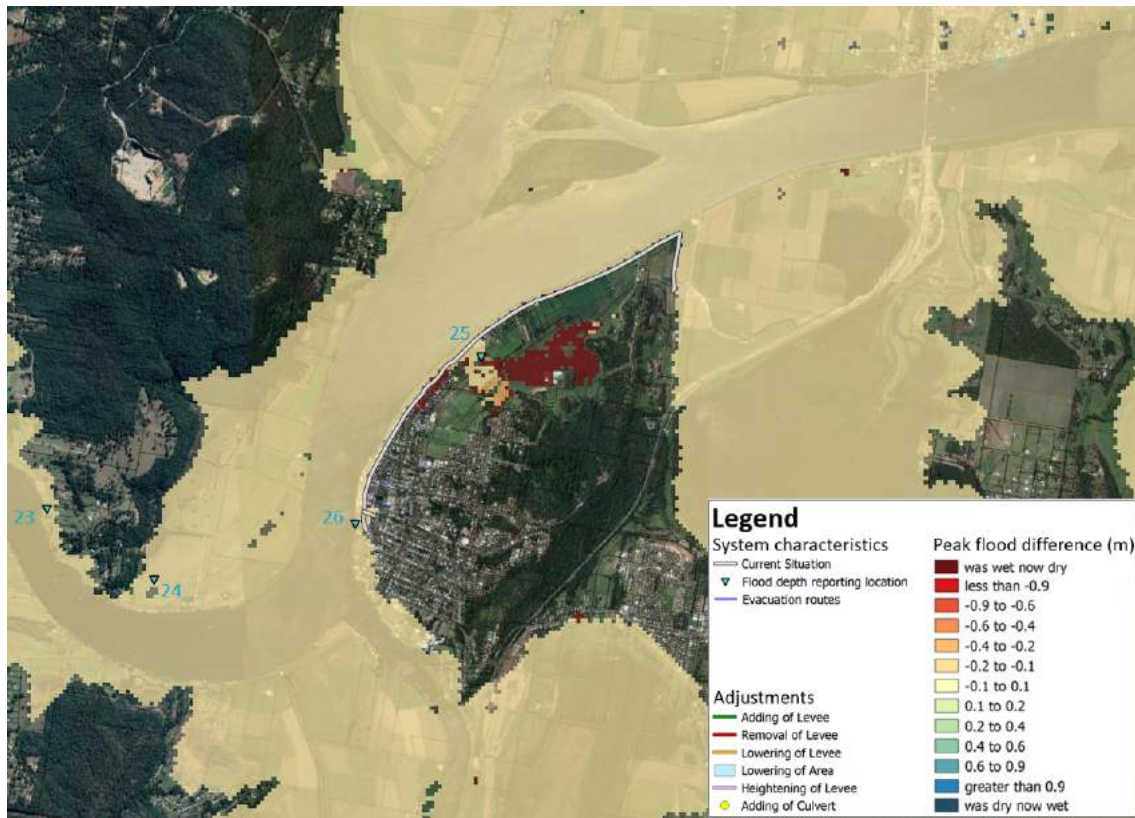 25
23
26
24
Legend
System characteristics
Current Situation
Flood depth reporting location
Evacuation routes
Adjustments
Adding of Levee
Removal of Levee
Lowering of Levee
Lowering of Area
Heightening of Levee
Adding of Culvert
Peak flood difference (m)
was wet now dry
less than -0.9
-0.9 to -0.6
-0.6 to -0.4
-0.4 to -0.2
-0.2 to -0.1
-0.1 to 0.1
0.1 to 0.2
0.2 to 0.4
0.4 to 0.6
0.6 to 0.9
greater than 0.9
was dry now wet